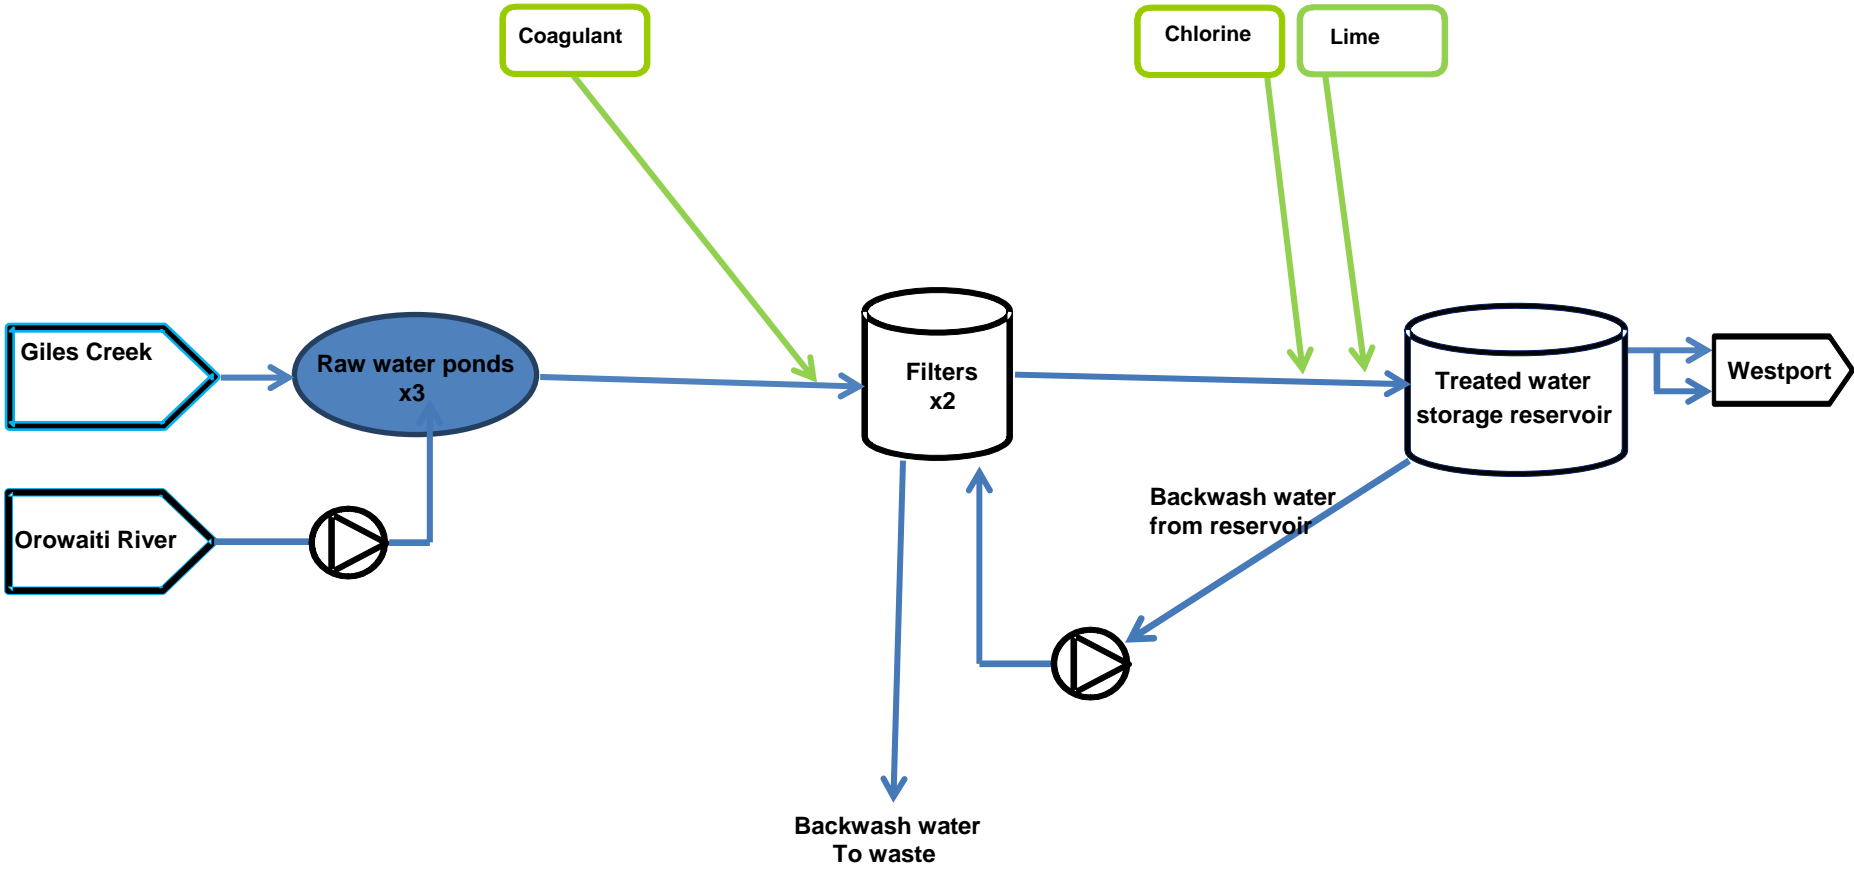 Coagulant
Chlorine
Lime
Giles Creek
Raw water ponds
x3
Filters
x2
Treated water
storage reservoir
Westport
Orowaiti River
Backwash water
from reservoir
Backwash water
To waste